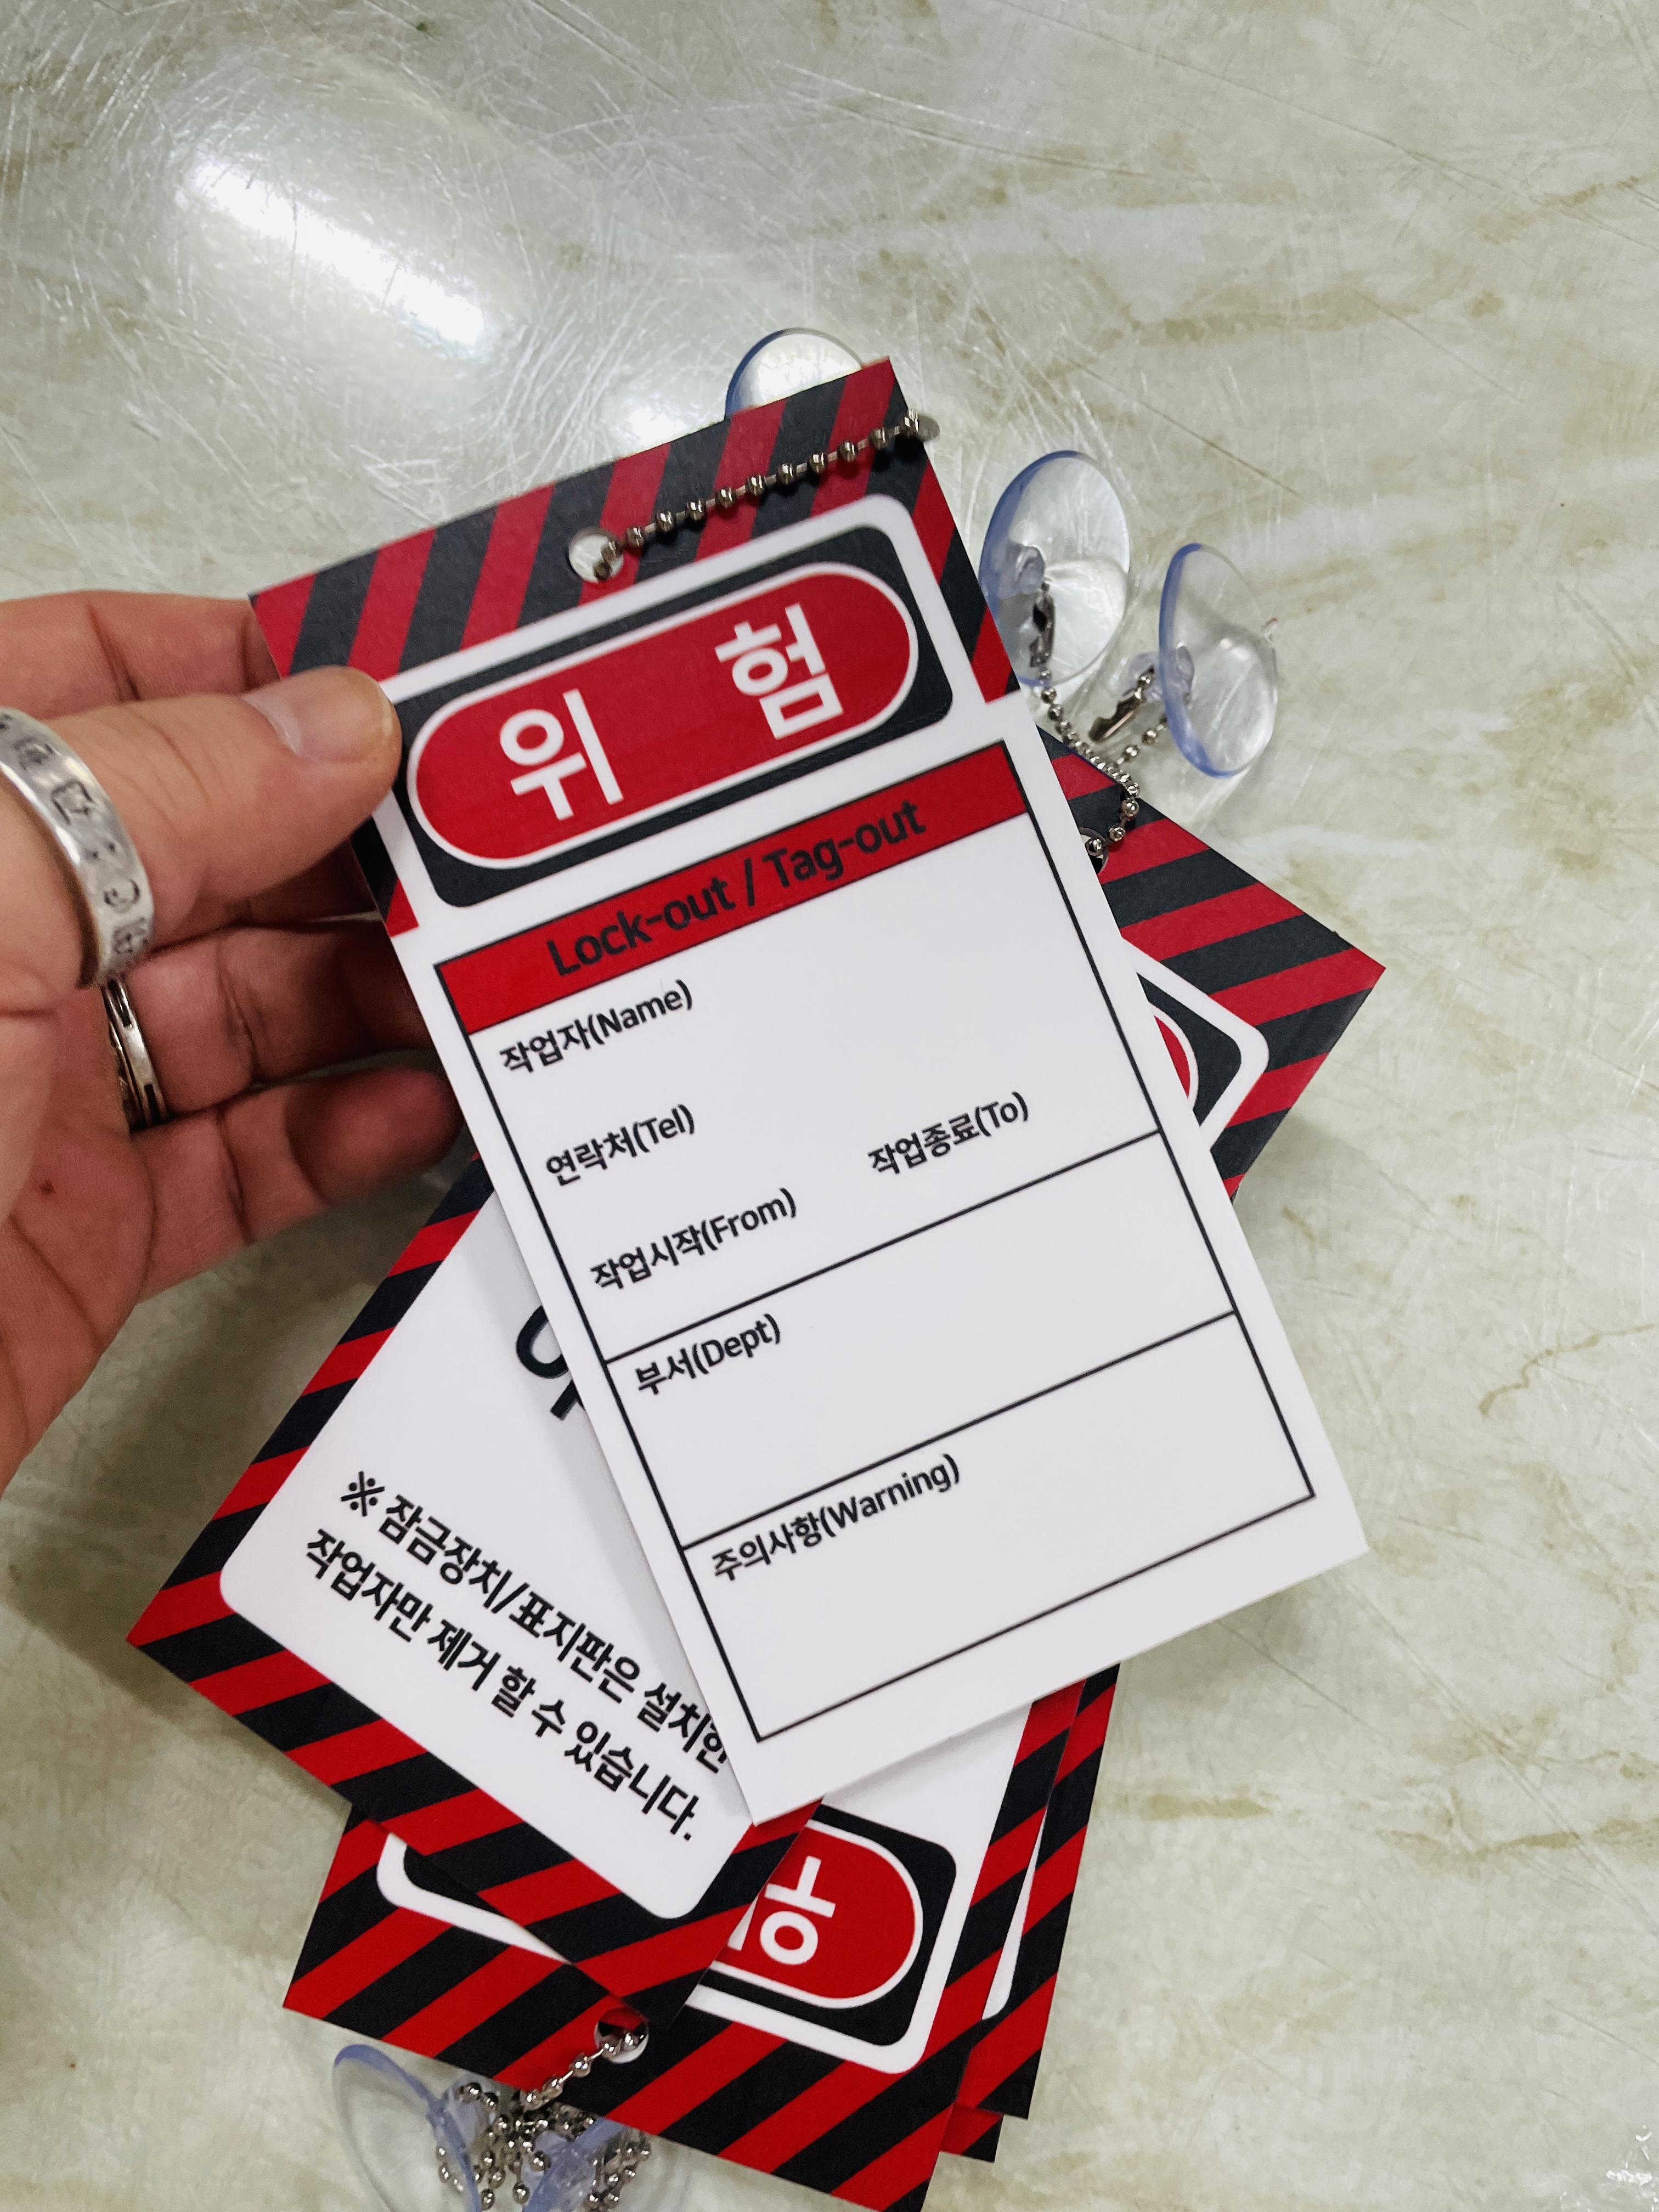 위 험
Lock-out / Tag-out
작업자(Name)
연락처(Tel)
작업시작(From) 작업종료(To)
부서(Dept)
주의사항(Warning)
※ 잠금장치/표지판은 설치한
작업자만 제거 할 수 있습니다.